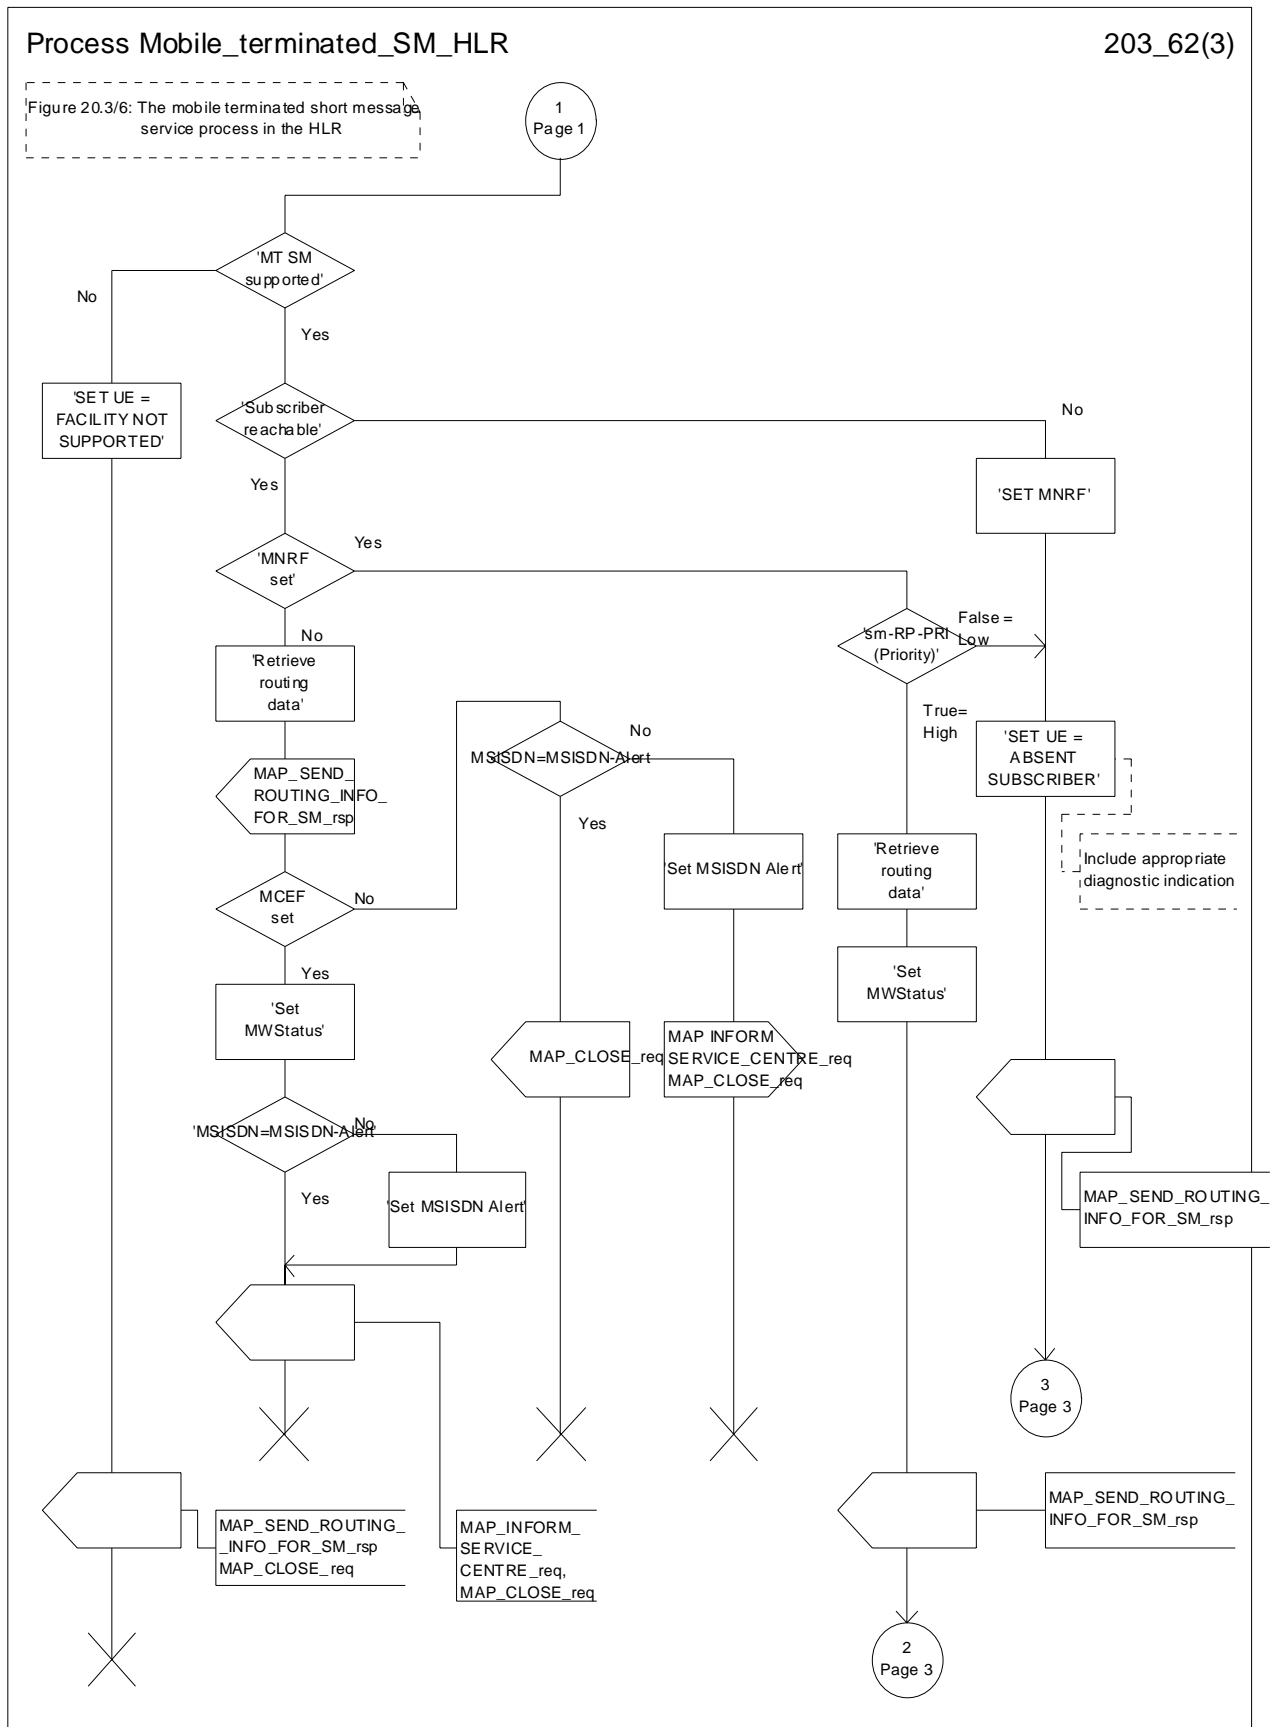 Process Mobile_terminated_SM_HLR
203_62(3)
Figure 20.3/6: The mobile terminated short message
service process in the HLR
1
Page 1
'MT SM
supported'
No
Yes
'SET UE =
FACILITY NOT
SUPPORTED'
'Subscriber
reachable'
No
Yes
'SET MNRF'
'MNRF
set'
Yes
No
'sm-RP-PRI
(Priority)'
False =
Low
True=
High
'Retrieve
routing
data'
MSISDN=MSISDN-Alert
No
Yes
'SET UE =
ABSENT
SUBSCRIBER'
MAP_SEND_
ROUTING_INFO_
FOR_SM_rsp
'Set MSISDN Alert'
'Retrieve
routing
data'
Include appropriate
diagnostic indication
MCEF
set
No
Yes
'Set
MWStatus'
'Set
MWStatus'
MAP_CLOSE_req
MAP INFORM
SERVICE_CENTRE_req
MAP_CLOSE_req
'MSISDN=MSISDN-Alert'
No
Yes
'Set MSISDN Alert'
MAP_SEND_ROUTING_
INFO_FOR_SM_rsp
3
Page 3
MAP_SEND_ROUTING_
_INFO_FOR_SM_rsp
MAP_CLOSE_req
MAP_INFORM_
SERVICE_
CENTRE_req,
MAP_CLOSE_req
MAP_SEND_ROUTING_
INFO_FOR_SM_rsp
2
Page 3